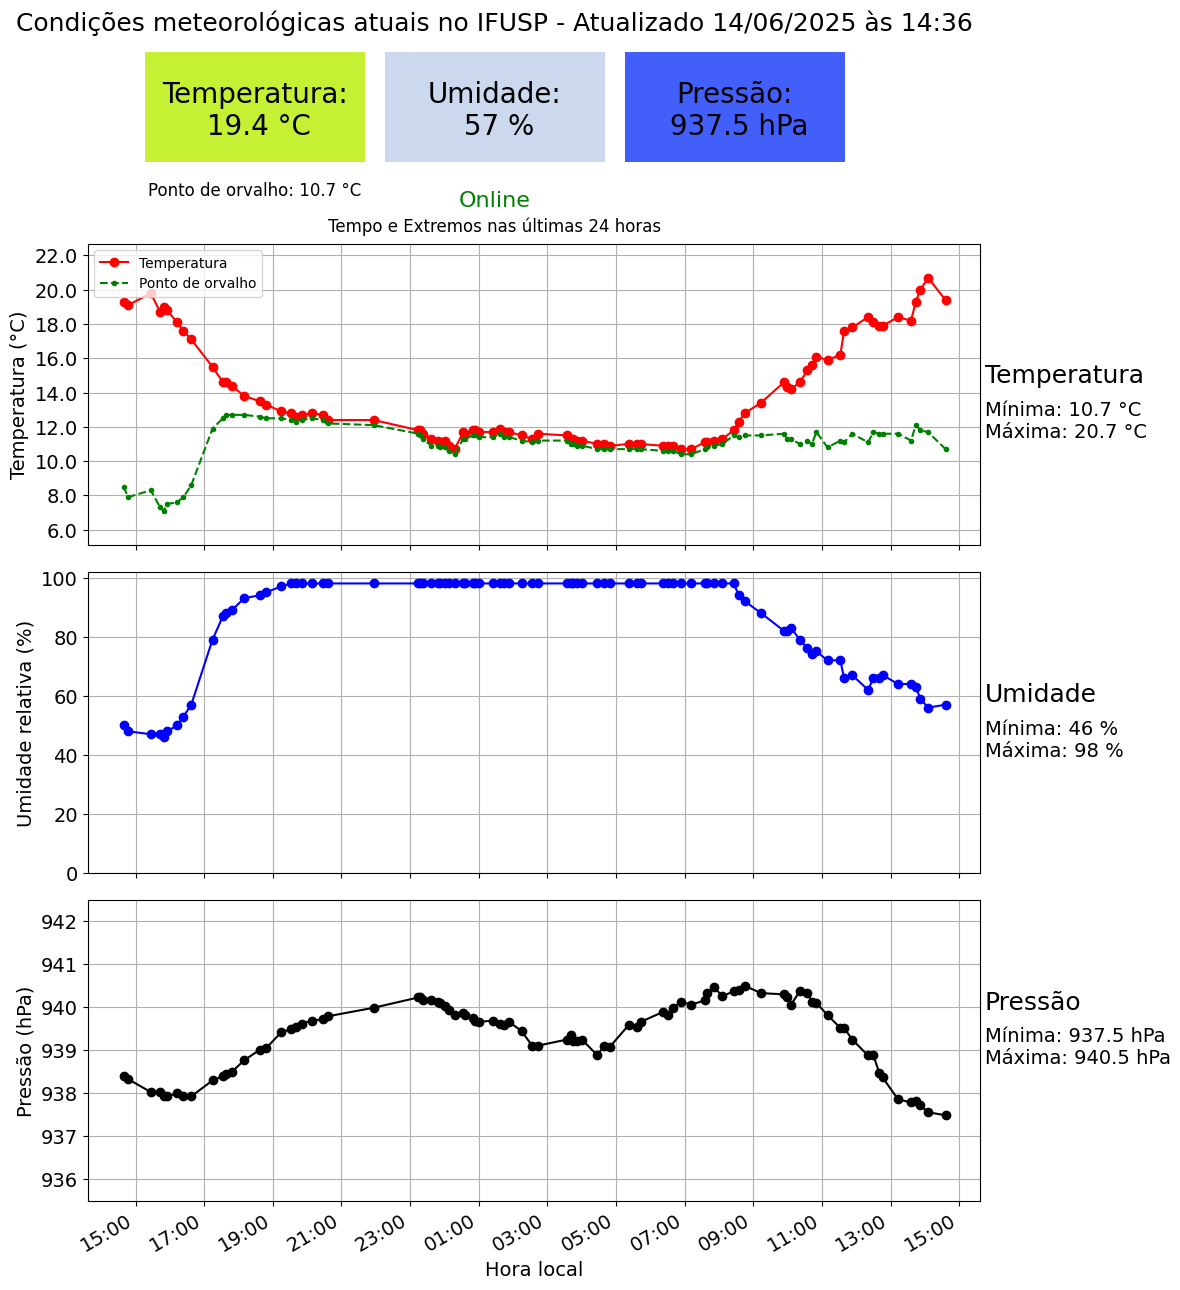 Condições meteorológicas atuais no IFUSP - Atualizado 14/06/2025 às 14:36
Temperatura:
19.4 °C
Umidade:
57 %
Pressão:
937.5 hPa
Ponto de orvalho: 10.7 °C
Online
Tempo e Extremos nas últimas 24 horas
Temperatura
Ponto de orvalho
Temperatura (°C)
22.0
20.0
18.0
16.0
14.0
12.0
10.0
8.0
6.0
Temperatura
Mínima: 10.7 °C
Máxima: 20.7 °C
Umidade relativa (%)
100
80
60
40
20
0
Umidade
Mínima: 46 %
Máxima: 98 %
Pressão (hPa)
942
941
940
939
938
937
936
Pressão
Mínima: 937.5 hPa
Máxima: 940.5 hPa
15:00
17:00
19:00
21:00
23:00
01:00
03:00
05:00
07:00
09:00
11:00
13:00
15:00
Hora local